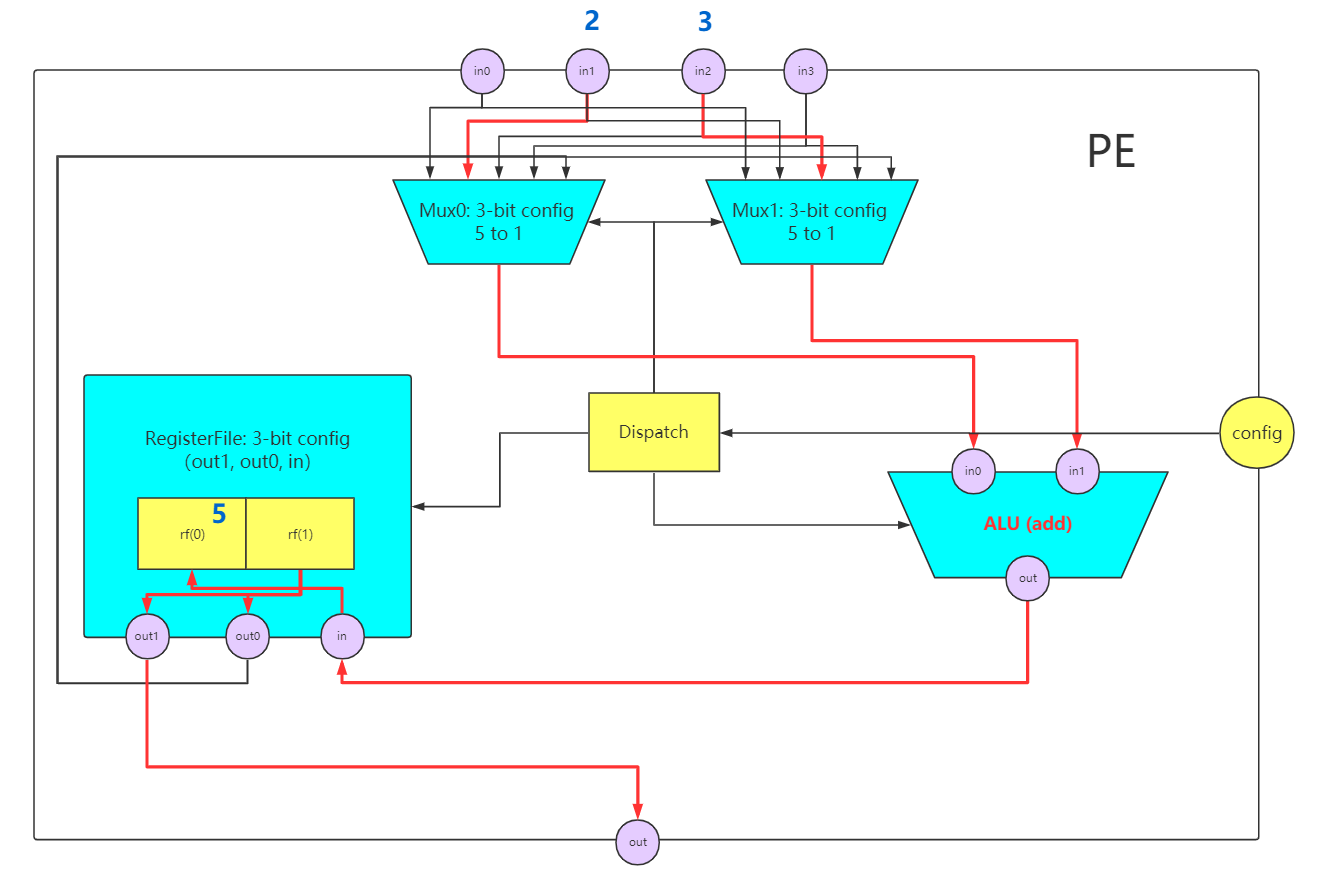 2
3
in0
in1
in2
in3
PE
Mux0: 3-bit config
5 to 1
Mux1: 3-bit config
5 to 1
RegisterFile: 3-bit config
(out1, out0, in)
Dispatch
config
in0
in1
5
rf(0)
rf(1)
ALU (add)
out
out1
out0
in
out